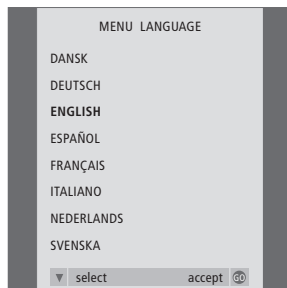 MENU LANGUAGE
DANSK
DEUTSCH
ENGLISH
ESPAÑOL
FRANÇAIS
ITALIANO
NEDERLANDS
SVENSKA
▼ select accept GO